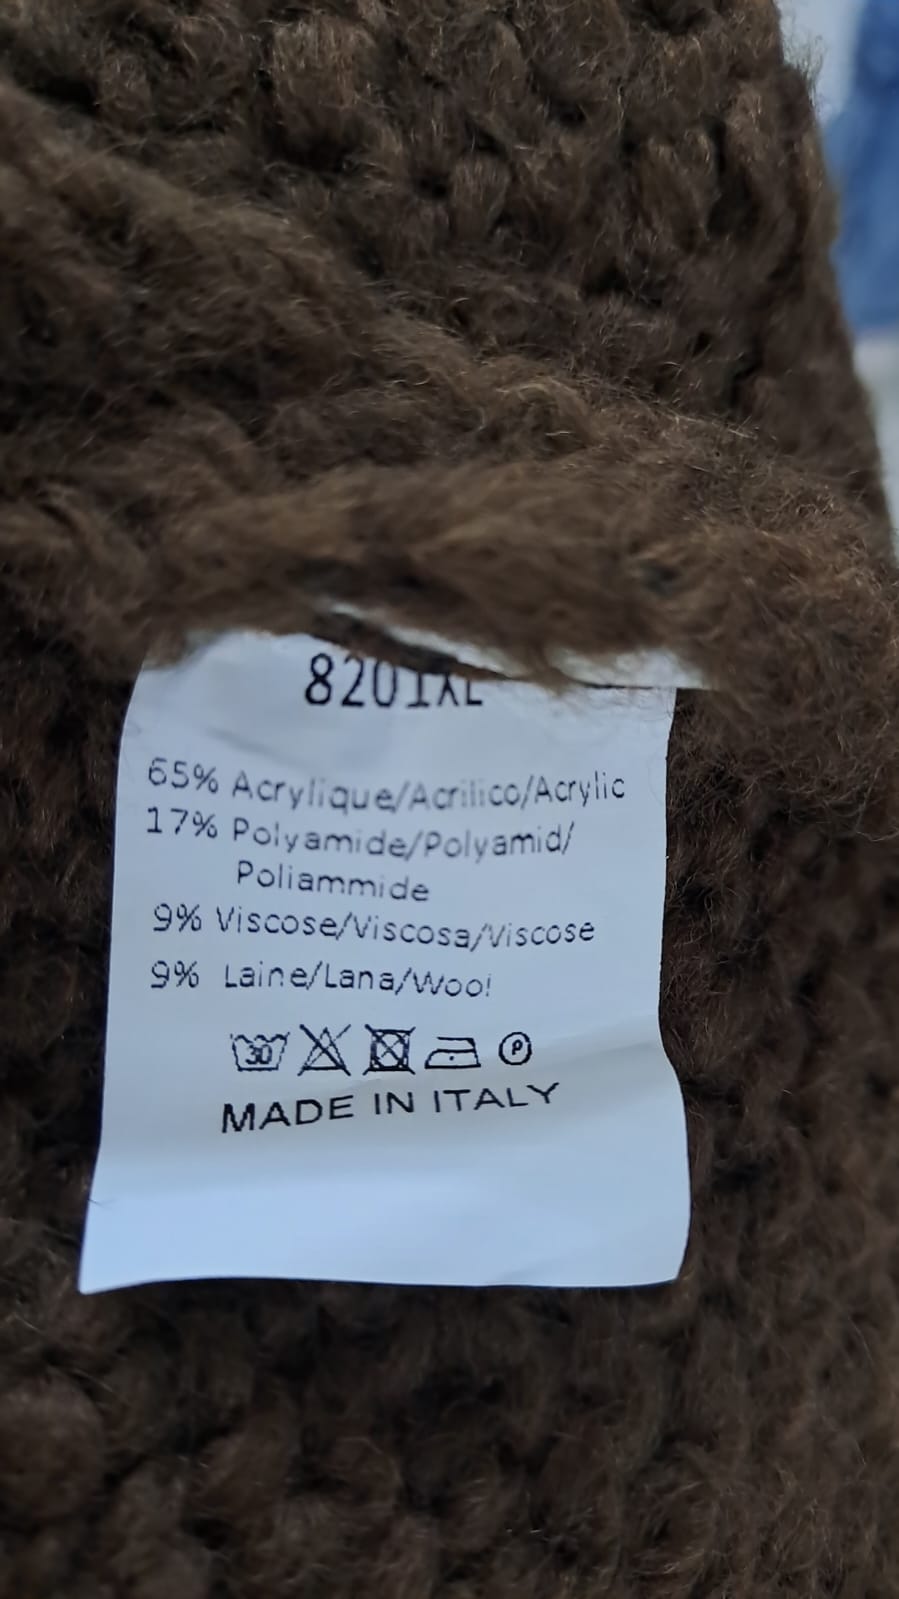 8201XL
65% Acrylique/Acrilico/Acrylic
17% Polyamide/Polyamid/
Poliammide
9% Viscose/Viscosa/Viscose
9% Laine/Lana/Wool
30 P
MADE IN ITALY